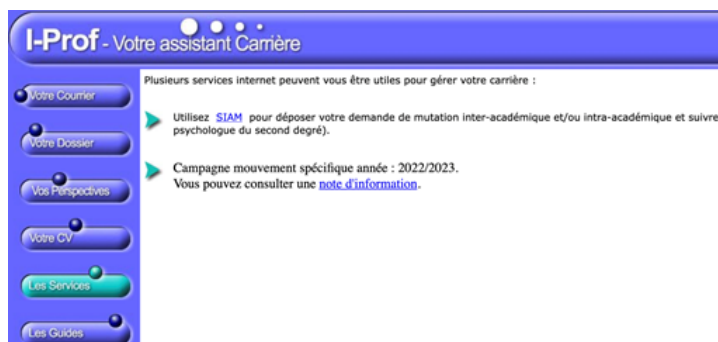 I-Prof - Votre assistant Carrière
Votre Courrier
Votre Dossier
Vos Perspectives
Votre CV
Les Services
Les Guides
Plusieurs services internet peuvent vous être utiles pour gérer votre carrière :
Utilisez SIAM pour déposer votre demande de mutation inter-académique et/ou intra-académique et suivre
psychologue du second degré).
Campagne mouvement spécifique année : 2022/2023.
Vous pouvez consulter une note d'information.